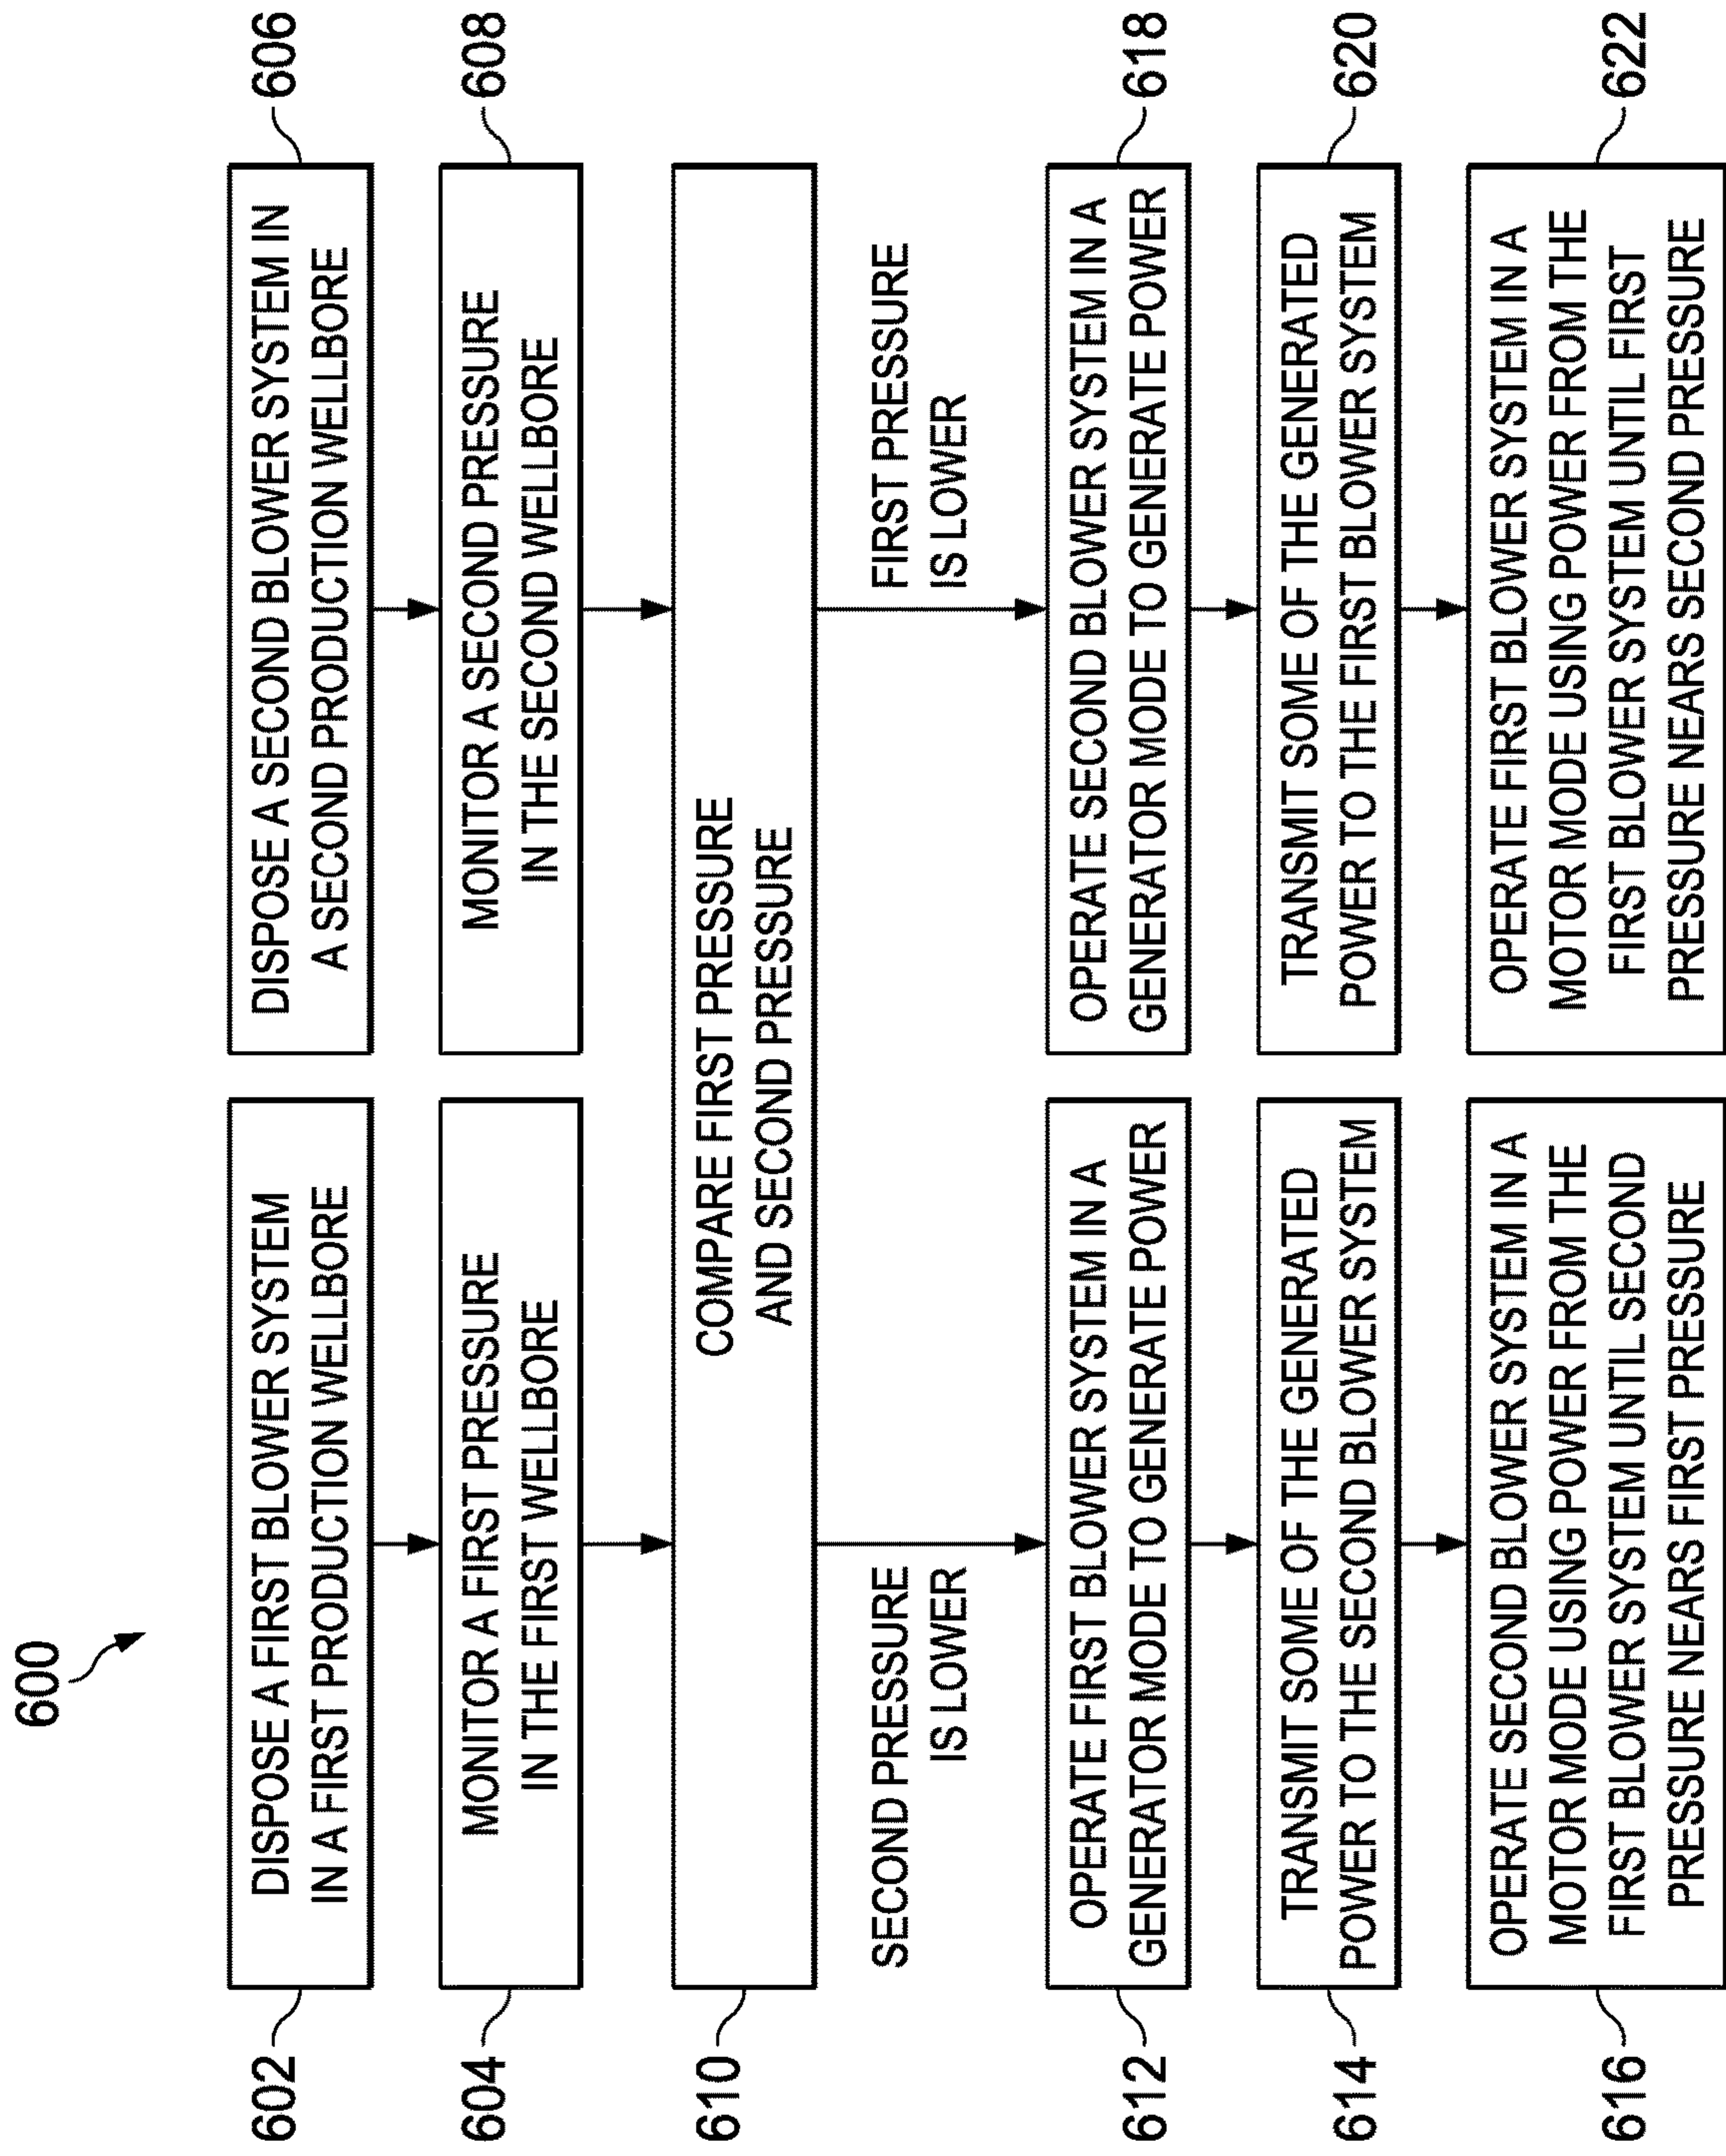 600
602
DISPOSE A FIRST BLOWER SYSTEM
IN A FIRST PRODUCTION WELLBORE
DISPOSE A SECOND BLOWER SYSTEM IN
A SECOND PRODUCTION WELLBORE
606
604
MONITOR A FIRST PRESSURE
IN THE FIRST WELLBORE
MONITOR A SECOND PRESSURE
IN THE SECOND WELLBORE
608
610
COMPARE FIRST PRESSURE
AND SECOND PRESSURE
SECOND PRESSURE
IS LOWER
FIRST PRESSURE
IS LOWER
612
OPERATE FIRST BLOWER SYSTEM IN A
GENERATOR MODE TO GENERATE POWER
OPERATE SECOND BLOWER SYSTEM IN A
GENERATOR MODE TO GENERATE POWER
618
614
TRANSMIT SOME OF THE GENERATED
POWER TO THE SECOND BLOWER SYSTEM
TRANSMIT SOME OF THE GENERATED
POWER TO THE FIRST BLOWER SYSTEM
620
616
OPERATE SECOND BLOWER SYSTEM IN A
MOTOR MODE USING POWER FROM THE
FIRST BLOWER SYSTEM UNTIL SECOND
PRESSURE NEARS FIRST PRESSURE
OPERATE FIRST BLOWER SYSTEM IN A
MOTOR MODE USING POWER FROM THE
FIRST BLOWER SYSTEM UNTIL FIRST
PRESSURE NEARS SECOND PRESSURE
622